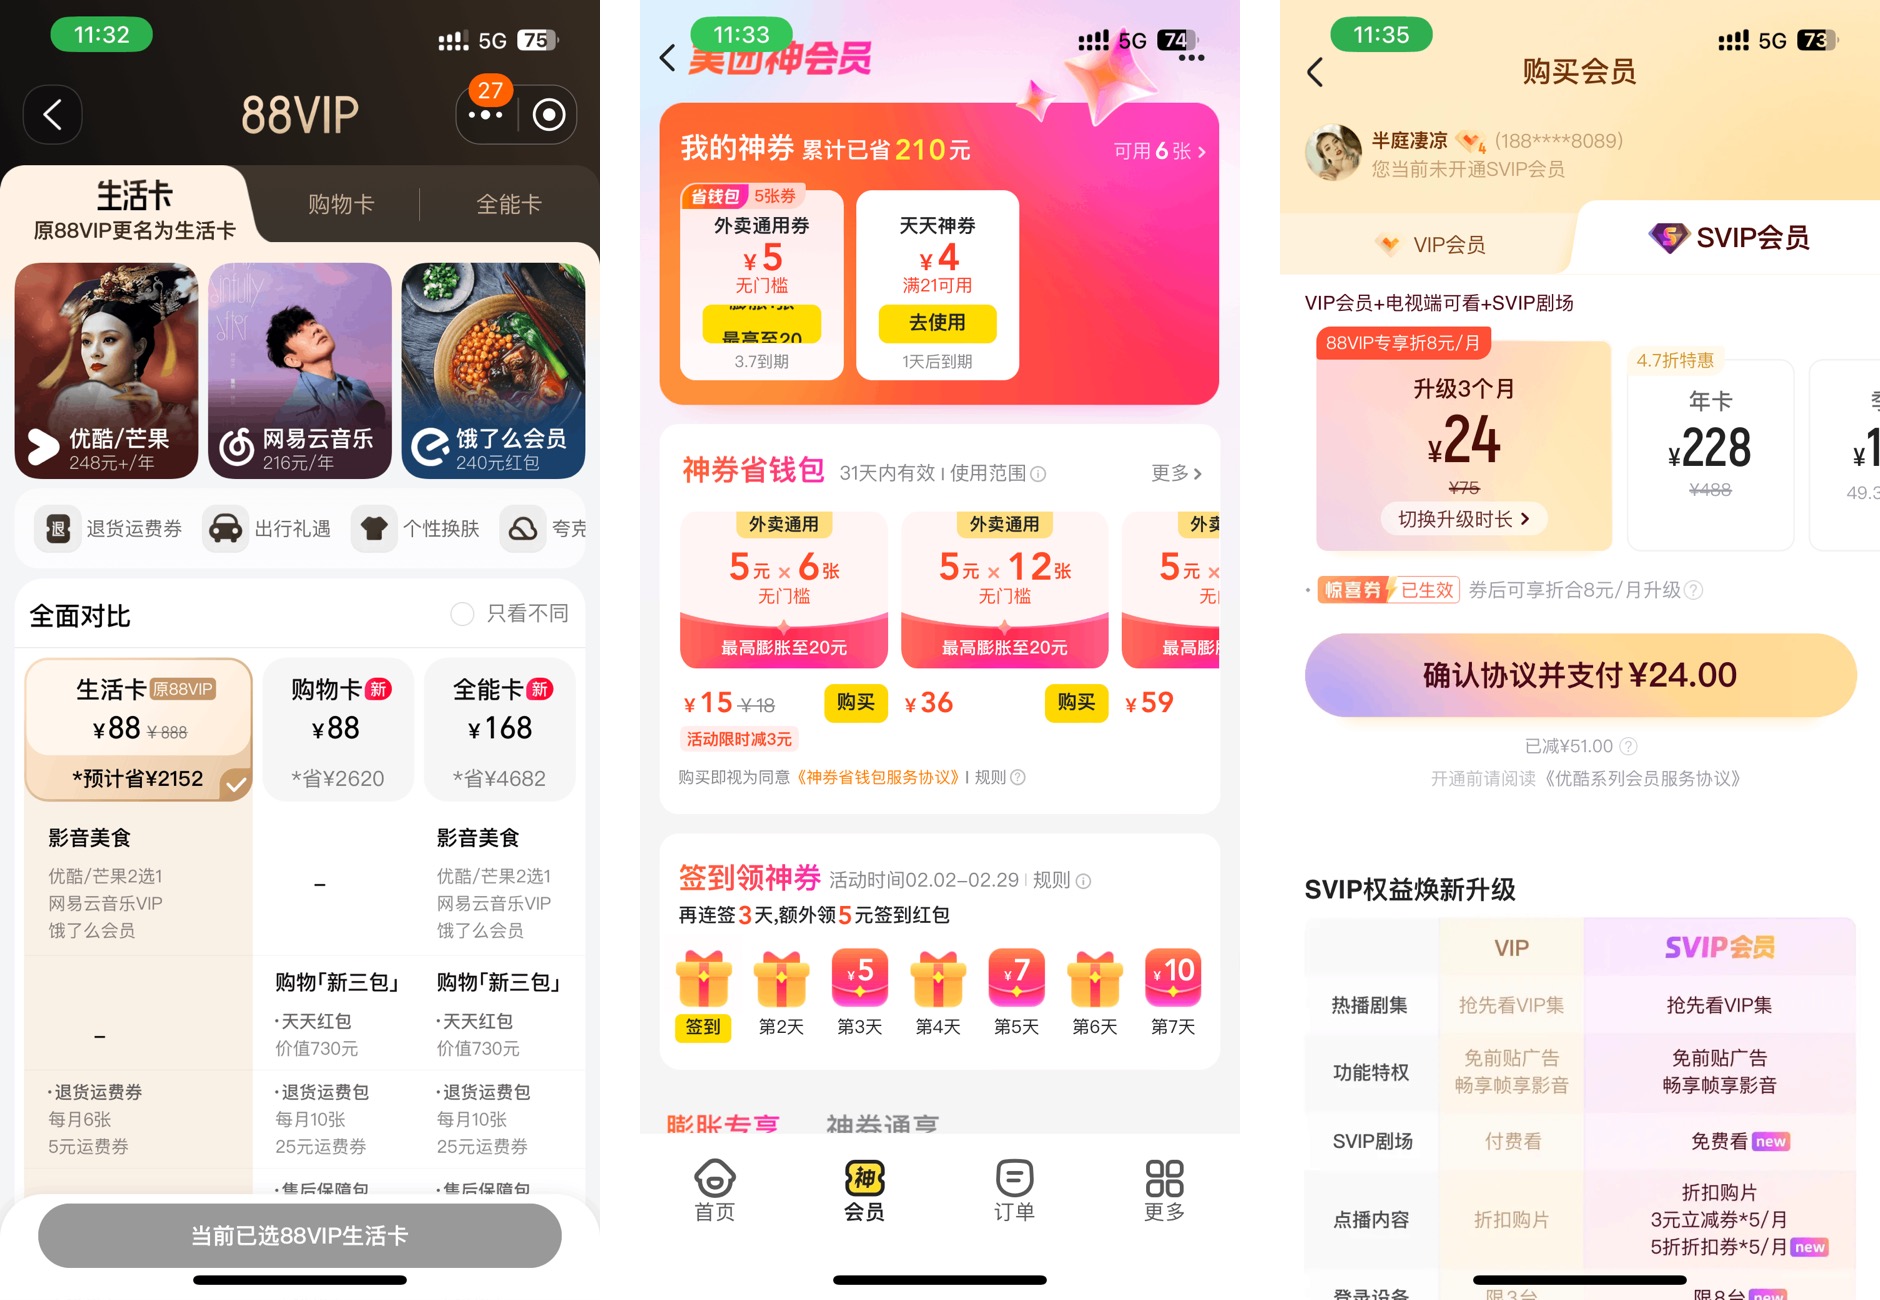 11:32
5G 75
27
88VIP
生活卡
原88VIP更名为生活卡
购物卡
全能卡
优酷/芒果
248元+/年
网易云音乐
216元/年
饿了么会员
240元红包
退
退货运费券
出行礼遇
个性换肤
夸克
全面对比
只看不同
生活卡 原88VIP
¥88 ¥888
*预计省¥2152
购物卡 新
¥88
*省¥2620
全能卡 新
¥168
*省¥4682
影音美食
优酷/芒果2选1
网易云音乐VIP
饿了么会员
–
影音美食
优酷/芒果2选1
网易云音乐VIP
饿了么会员
–
购物「新三包」
·天天红包
价值730元
购物「新三包」
·天天红包
价值730元
·退货运费券
每月6张
5元运费券
·退货运费包
每月10张
25元运费券
·退货运费包
每月10张
25元运费券
·售后保障包
·售后保障包
当前已选88VIP生活卡
11:33
5G 74
美团神会员
我的神券 累计已省210元
可用6张
省钱包 5张券
外卖通用券
¥5
无门槛
膨胀1张
最高至20
3.7到期
天天神券
¥4
满21可用
去使用
1天后到期
神券省钱包 31天内有效 | 使用范围
更多
外卖通用
5元×6张
无门槛
最高膨胀至20元
外卖通用
5元×12张
无门槛
最高膨胀至20元
外卖
5元×
无门
最高膨胀
¥15 ¥18
购买
¥36
购买
¥59
活动限时减3元
购买即视为同意《神券省钱包服务协议》 | 规则
签到领神券 活动时间02.02-02.29 | 规则
再连签3天,额外领5元签到红包
¥5
¥7
¥10
签到
第2天
第3天
第4天
第5天
第6天
第7天
膨胀专享
神券通享
首页
神
会员
订单
更多
11:35
5G 73
购买会员
半庭凄凉 4 (188****8089)
您当前未开通SVIP会员
VIP会员
SVIP会员
VIP会员+电视端可看+SVIP剧场
88VIP专享折8元/月
升级3个月
¥24
¥75
切换升级时长
4.7折特惠
年卡
¥228
¥488
季
¥1
49.3
惊喜券 已生效 券后可享折合8元/月升级
确认协议并支付 ¥24.00
已减¥51.00
开通前请阅读《优酷系列会员服务协议》
SVIP权益焕新升级
VIP
SVIP会员
热播剧集
抢先看VIP集
抢先看VIP集
功能特权
免前贴广告
畅享帧享影音
免前贴广告
畅享帧享影音
SVIP剧场
付费看
免费看 new
点播内容
折扣购片
折扣购片
3元立减券*5/月
5折折扣券*5/月 new
登录设备
限3台
限8台 new